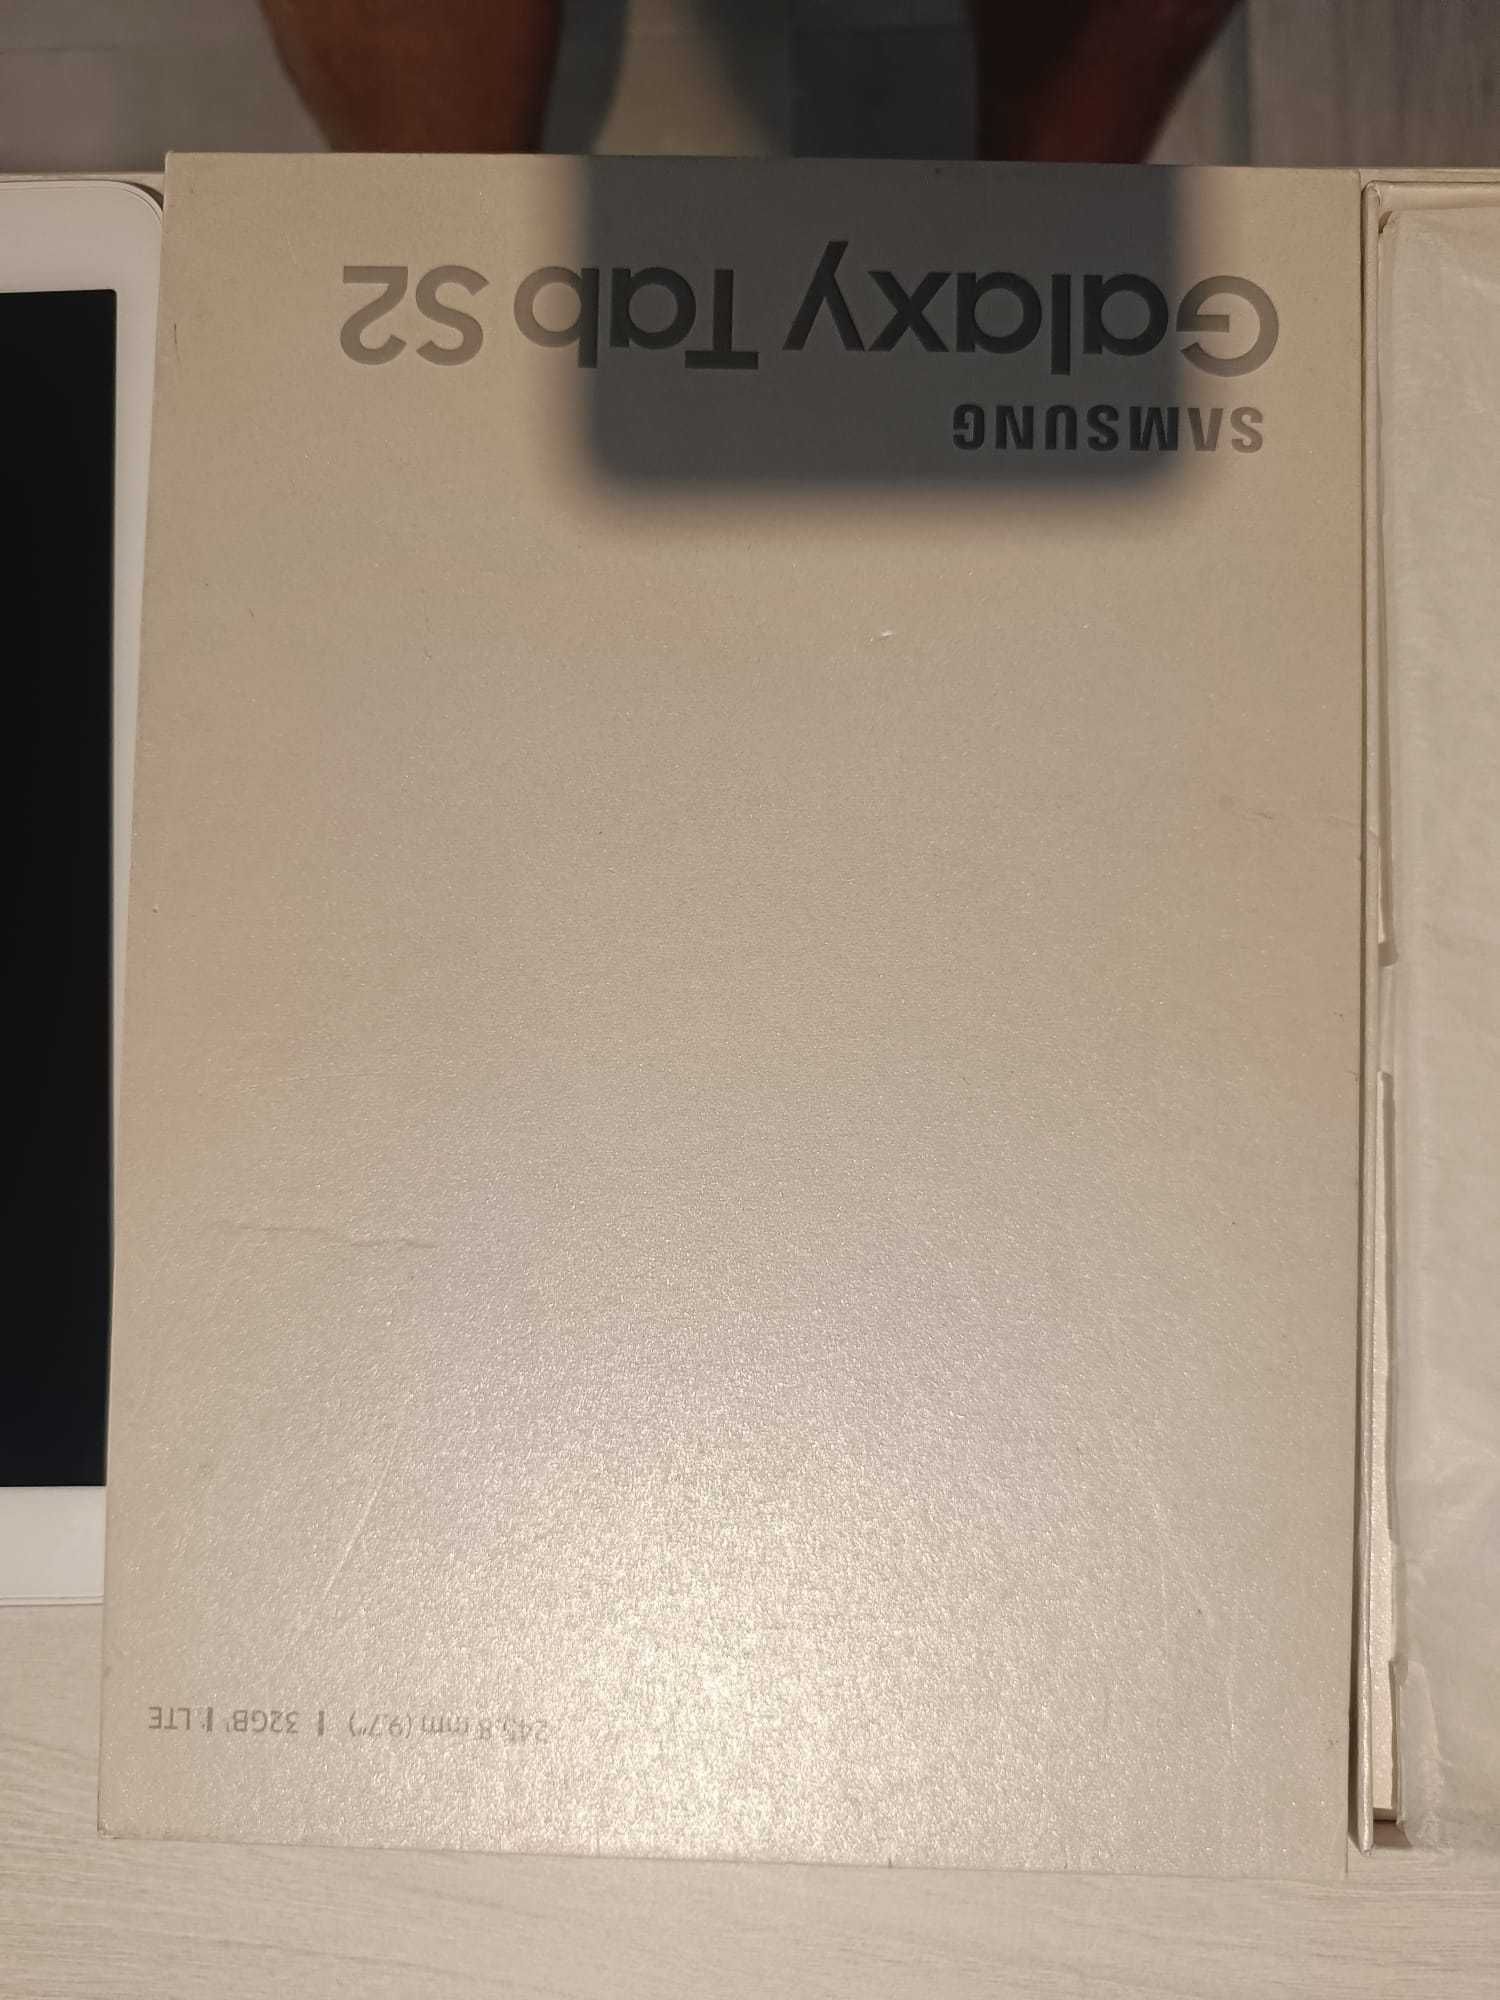 SAMSUNG
Galaxy Tab S2
245.8 mm (9.7") | 32GB* | LTE